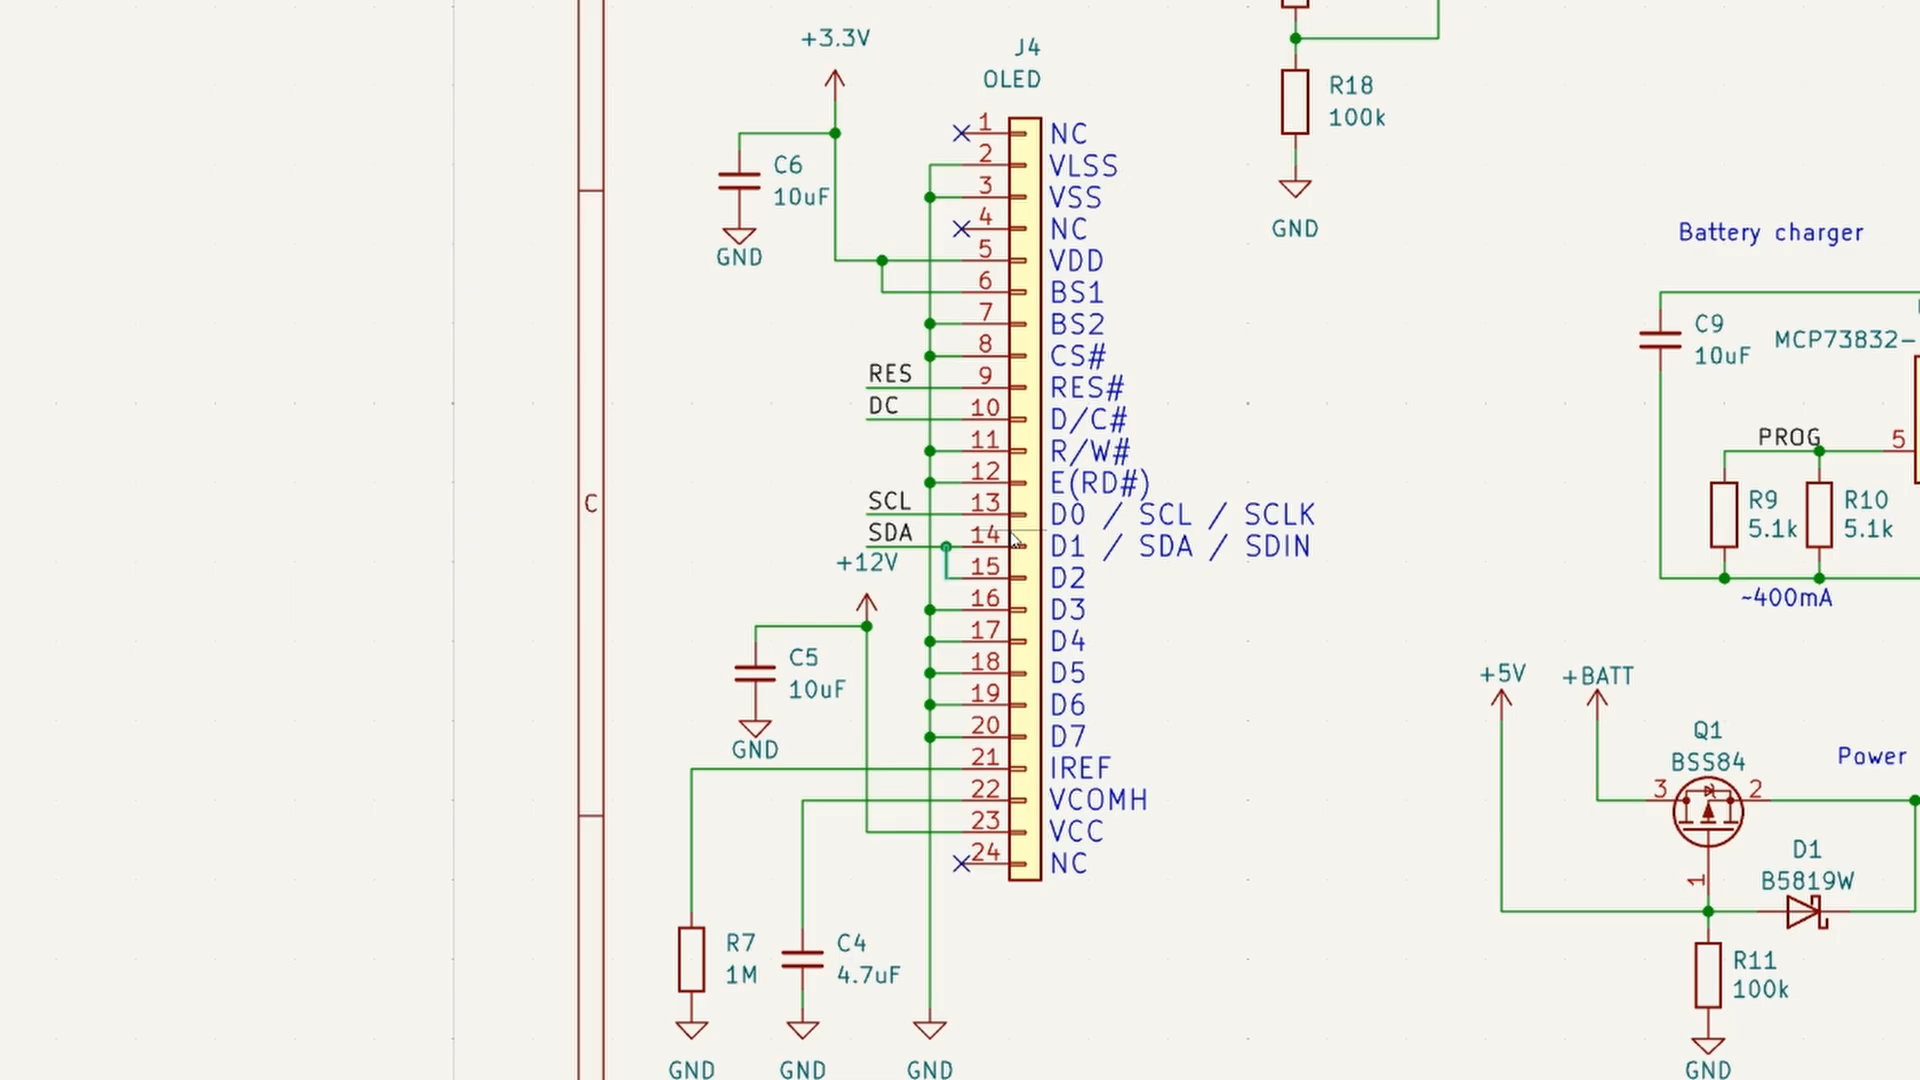 +3.3V
C6
10uF
GND
J4
OLED
1 NC
2 VLSS
3 VSS
4 NC
5 VDD
6 BS1
7 BS2
8 CS#
RES 9 RES#
DC 10 D/C#
11 R/W#
12 E(RD#)
SCL 13 D0 / SCL / SCLK
SDA 14 D1 / SDA / SDIN
15 D2
16 D3
17 D4
18 D5
19 D6
20 D7
21 IREF
22 VCOMH
23 VCC
24 NC
+12V
C5
10uF
GND
R7
1M
GND
C4
4.7uF
GND
GND
C
R18
100k
GND
Battery charger
C9
10uF
MCP73832-
PROG
5
R9
5.1k
R10
5.1k
~400mA
+5V
+BATT
Q1
BSS84
3
2
1
Power
D1
B5819W
R11
100k
GND